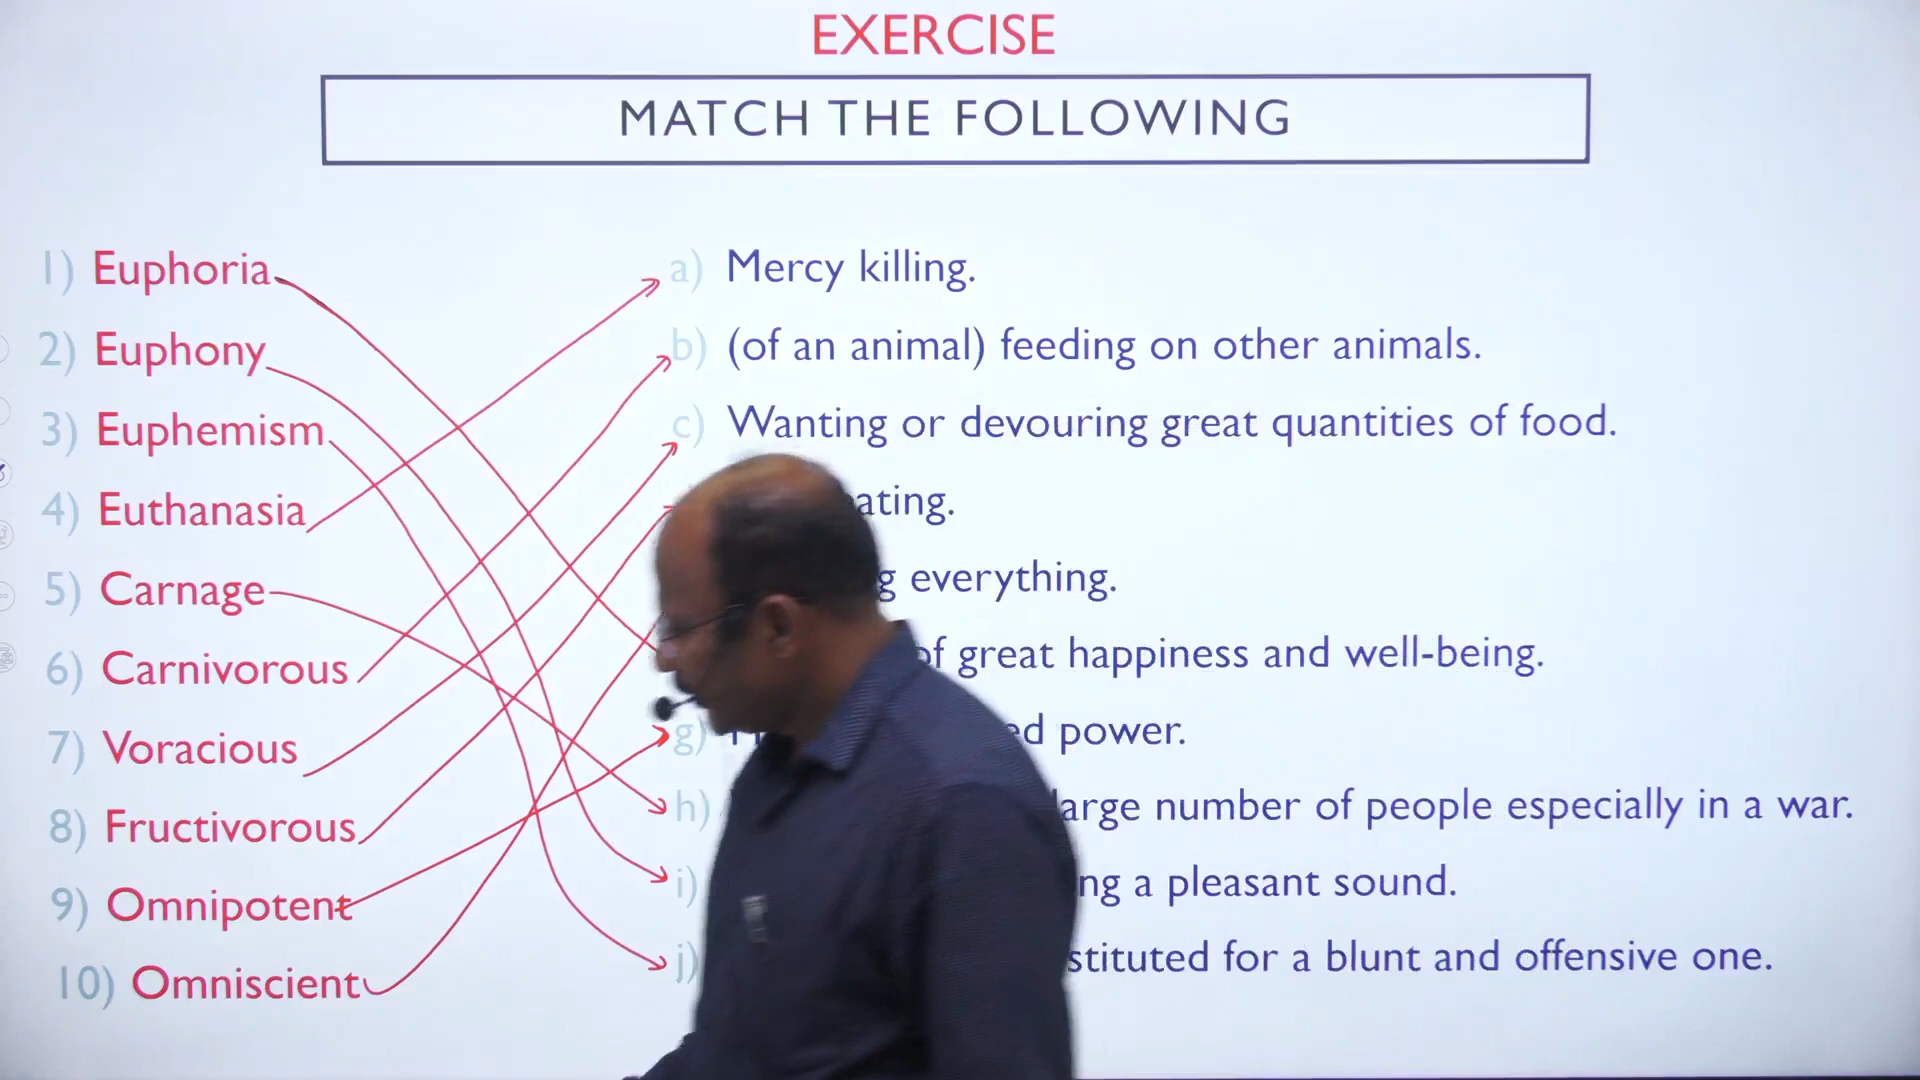 EXERCISE
MATCH THE FOLLOWING
1) Euphoria
2) Euphony
3) Euphemism
4) Euthanasia
5) Carnage
6) Carnivorous
7) Voracious
8) Fructivorous
9) Omnipotent
10) Omniscient
a) Mercy killing.
b) (of an animal) feeding on other animals.
c) Wanting or devouring great quantities of food.
everything.
of great happiness and well-being.
g) power.
h) large number of people especially in a war.
i) a pleasant sound.
j) for a blunt and offensive one.